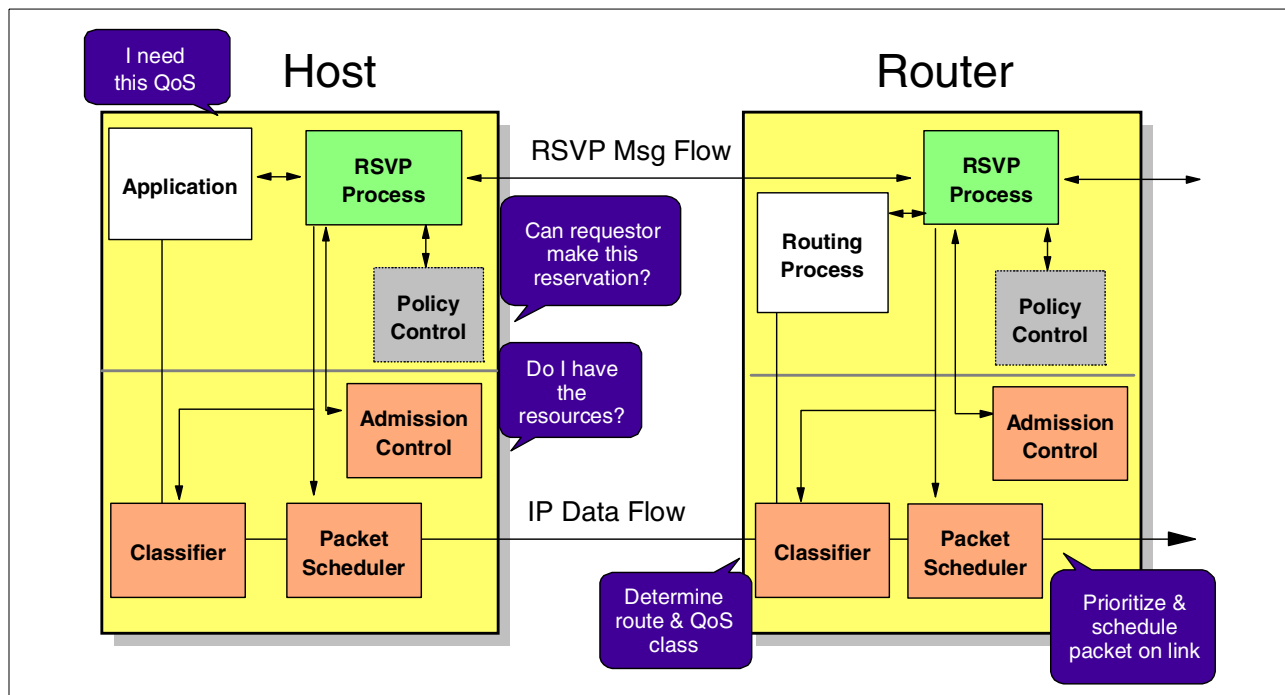 I need
this QoS
Host
Router
Application
RSVP
Process
RSVP Msg Flow
RSVP
Process
Can requestor
make this
reservation?
Routing
Process
Policy
Control
Policy
Control
Do I have
the
resources?
Admission
Control
Admission
Control
IP Data Flow
Classifier
Packet
Scheduler
Classifier
Packet
Scheduler
Determine
route & QoS
class
Prioritize &
schedule
packet on link